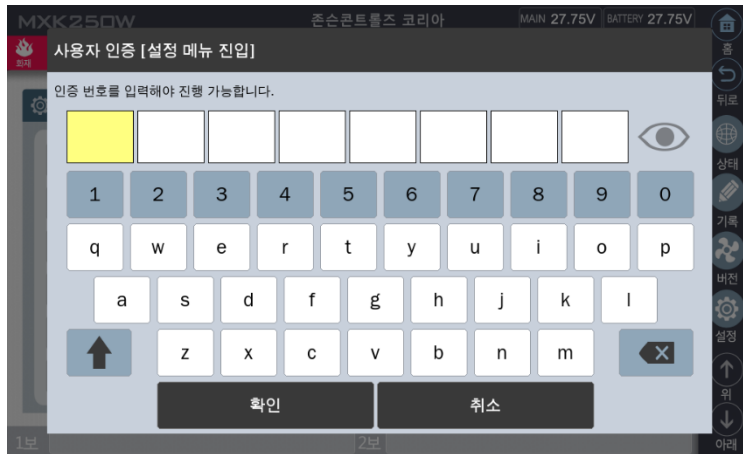 MXK250W 존슨콘트롤즈 코리아 MAIN 27.75V BATTERY 27.75V
화재
사용자 인증 [설정 메뉴 진입]
인증 번호를 입력해야 진행 가능합니다.
1 2 3 4 5 6 7 8 9 0
q w e r t y u i o p
a s d f g h j k l
z x c v b n m
확인 취소
1보 2보
홈
뒤로
상태
기록
버전
설정
위
아래